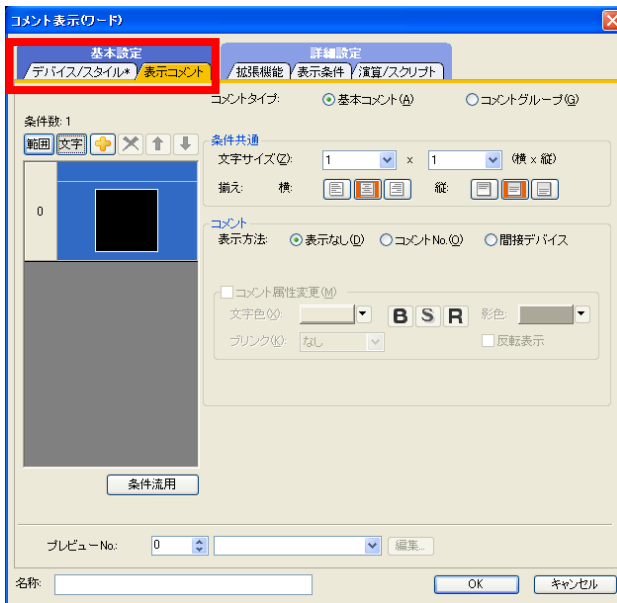 コメント表示(ワード)
基本設定
詳細設定
デバイス/スタイル* 表示コメント 拡張機能 表示条件 演算/スクリプト
コメントタイプ: 基本コメント(A) コメントグループ(G)
条件数: 1
範囲 文字
条件共通
文字サイズ(Z): 1 x 1 (横 x 縦)
揃え: 横: 縦:
0
コメント
表示方法: 表示なし(D) コメントNo.(O) 間接デバイス
コメント属性変更(M)
文字色(X): B S R 影色:
ブリンク(K): なし 反転表示
条件流用
プレビューNo.: 0 編集...
名称: OK キャンセル